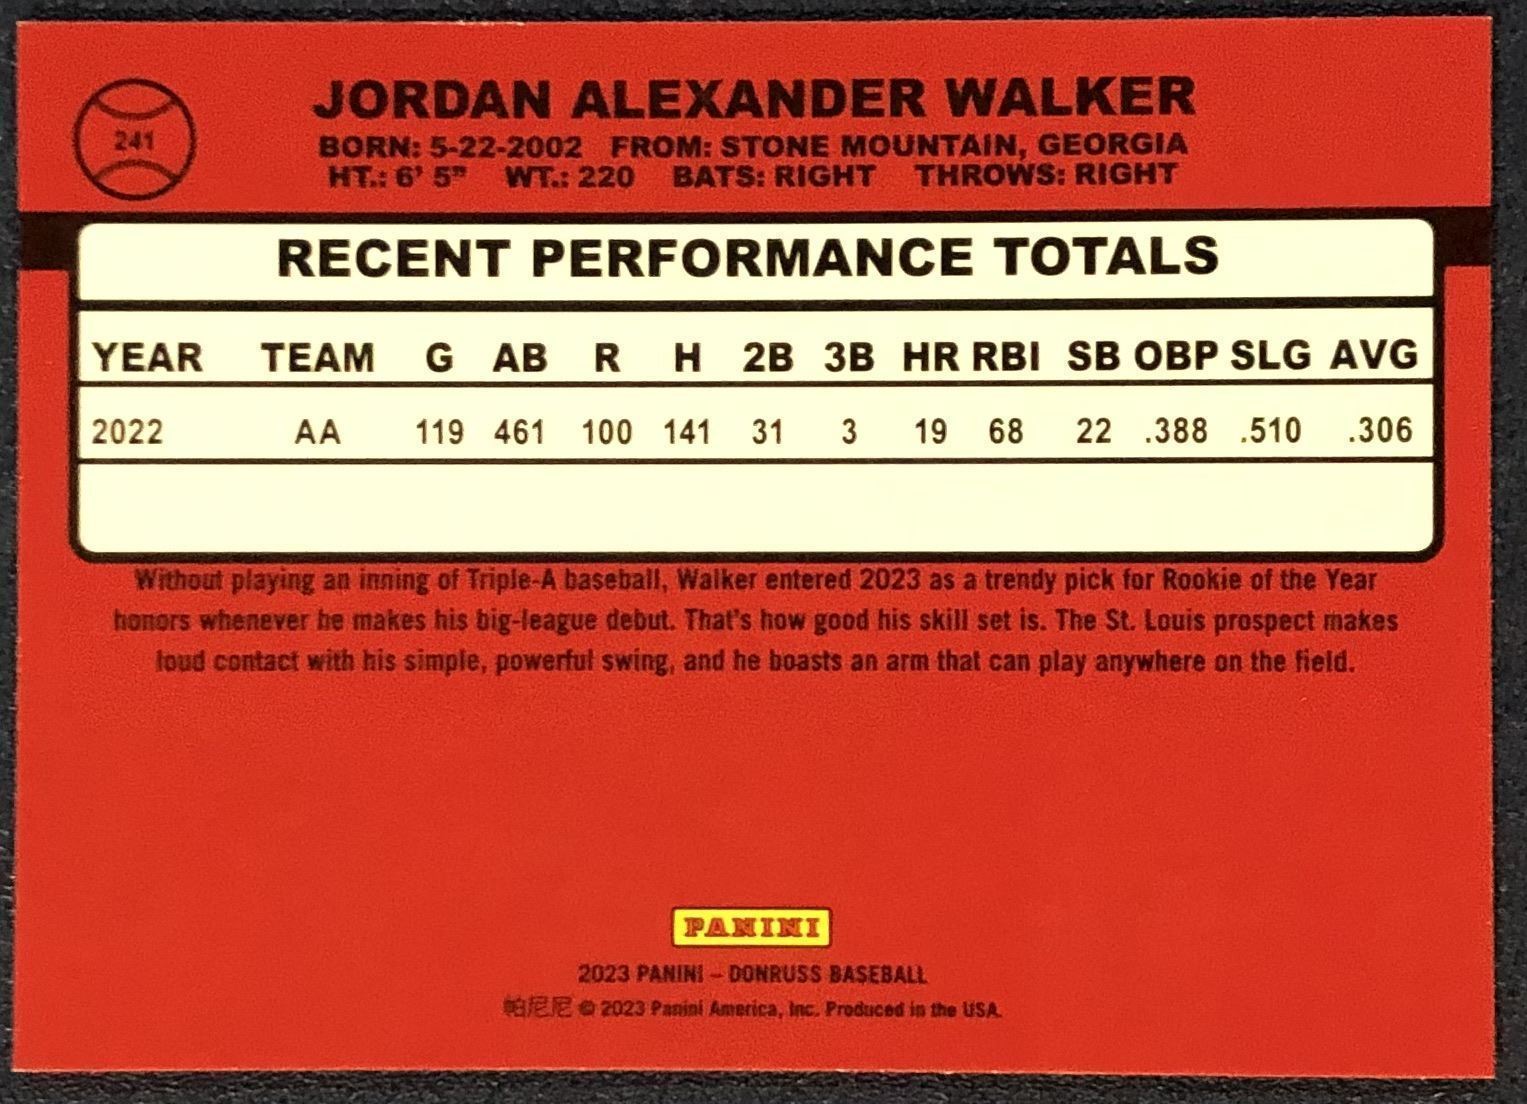 241
JORDAN ALEXANDER WALKER
BORN: 5-22-2002 FROM: STONE MOUNTAIN, GEORGIA
HT.: 6' 5" WT.: 220 BATS: RIGHT THROWS: RIGHT
RECENT PERFORMANCE TOTALS
YEAR TEAM G AB R H 2B 3B HR RBI SB OBP SLG AVG
2022 AA 119 461 100 141 31 3 19 68 22 .388 .510 .306
Without playing an inning of Triple-A baseball, Walker entered 2023 as a trendy pick for Rookie of the Year
honors whenever he makes his big-league debut. That's how good his skill set is. The St. Louis prospect makes
loud contact with his simple, powerful swing, and he boasts an arm that can play anywhere on the field.
PANINI
2023 PANINI – DONRUSS BASEBALL
帕尼尼 © 2023 Panini America, Inc. Produced in the USA.